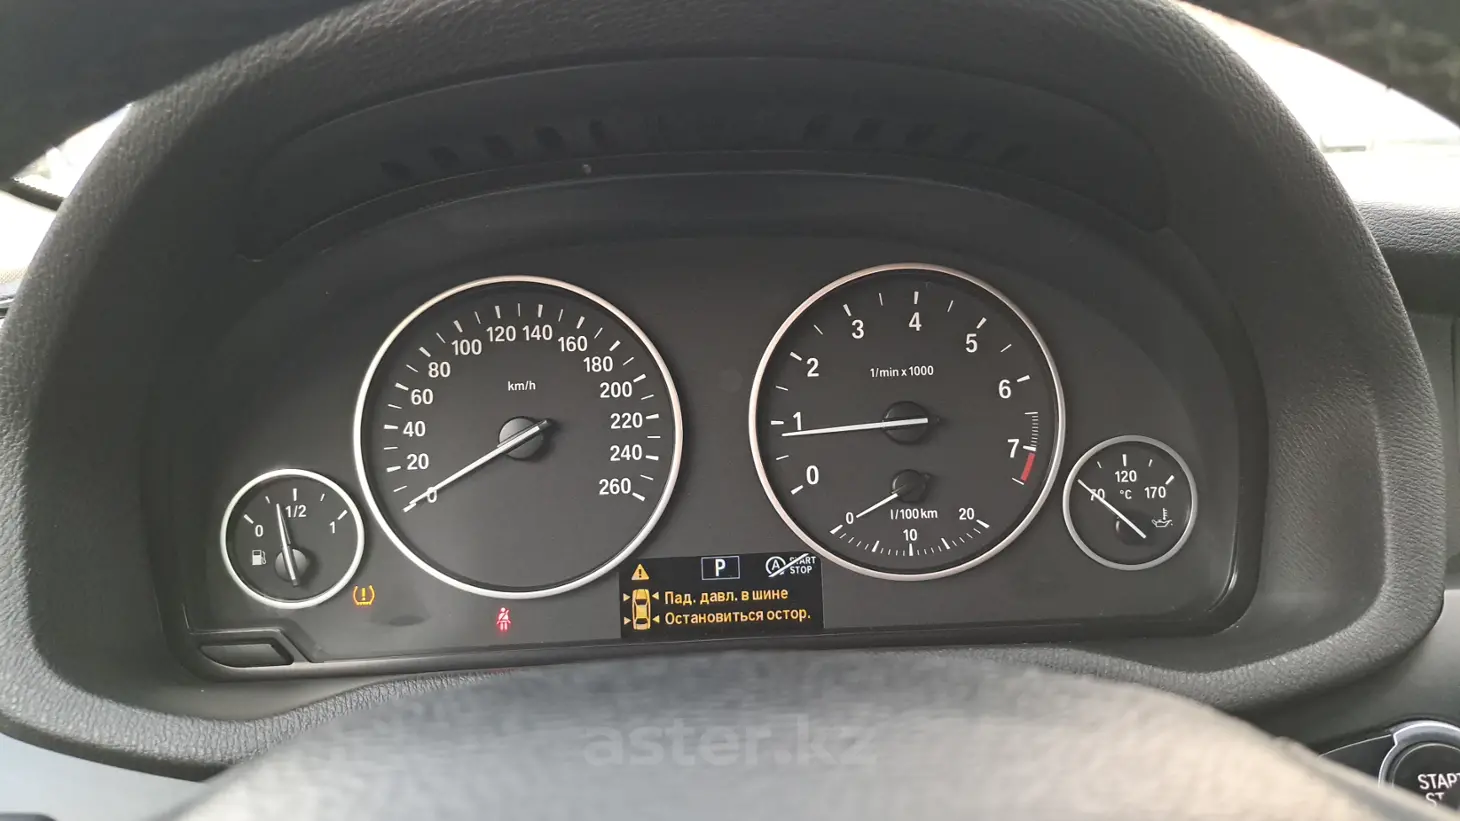 0 20 40 60 80 100 120 140 160 180 200 220 240 260
km/h
0 1 2 3 4 5 6 7
1/min x 1000
0 1/2 1
0 10 20
l/100 km
70 120 170
°C
P
A START
STOP
Пад. давл. в шине
Остановиться остор.
aster.kz
START